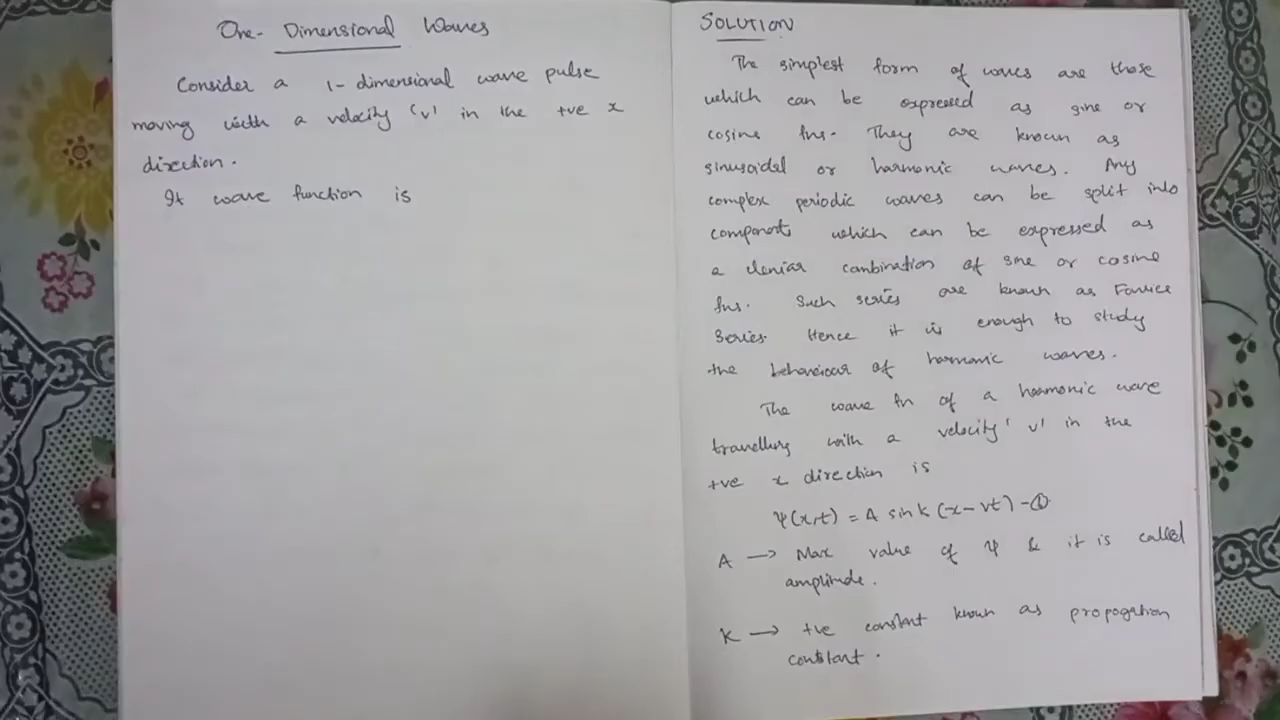 One-Dimensional Waves
Consider a 1-dimensional wave pulse
moving with a velocity 'v' in the +ve x
direction.
It wave function is
SOLUTION
The simplest form of waves are those
which can be expressed as sine or
cosine fns. They are known as
sinusoidal or harmonic waves. Any
complex periodic waves can be split into
components which can be expressed as
a leniar combination of sine or cosine
fns. Such series are known as Fourier
Series. Hence it is enough to study
the behaviour of harmonic waves.
The wave fn of a harmonic wave
travelling with a velocity 'v' in the
+ve x direction is
ψ(x,t) = A sin k (x-vt) -①
A → Max value of ψ & it is called
amplitude.
K → +ve constant known as propogation
constant.